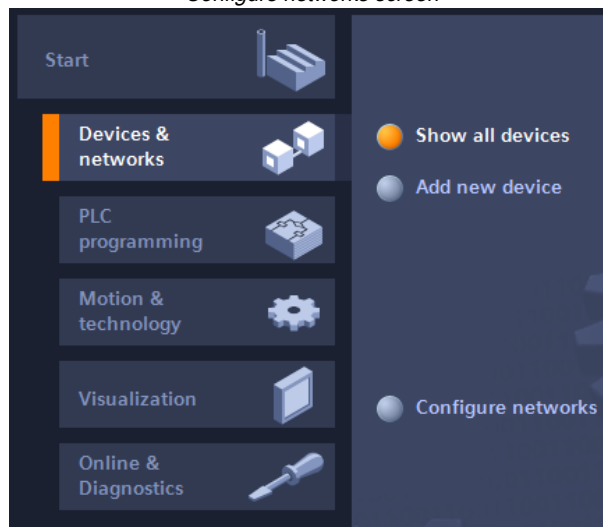 Configure networks screen
Start
Devices &
networks
PLC
programming
Motion &
technology
Visualization
Online &
Diagnostics
Show all devices
Add new device
Configure networks